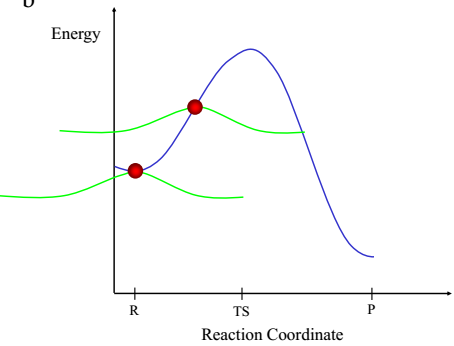 b
Energy
R TS P
Reaction Coordinate